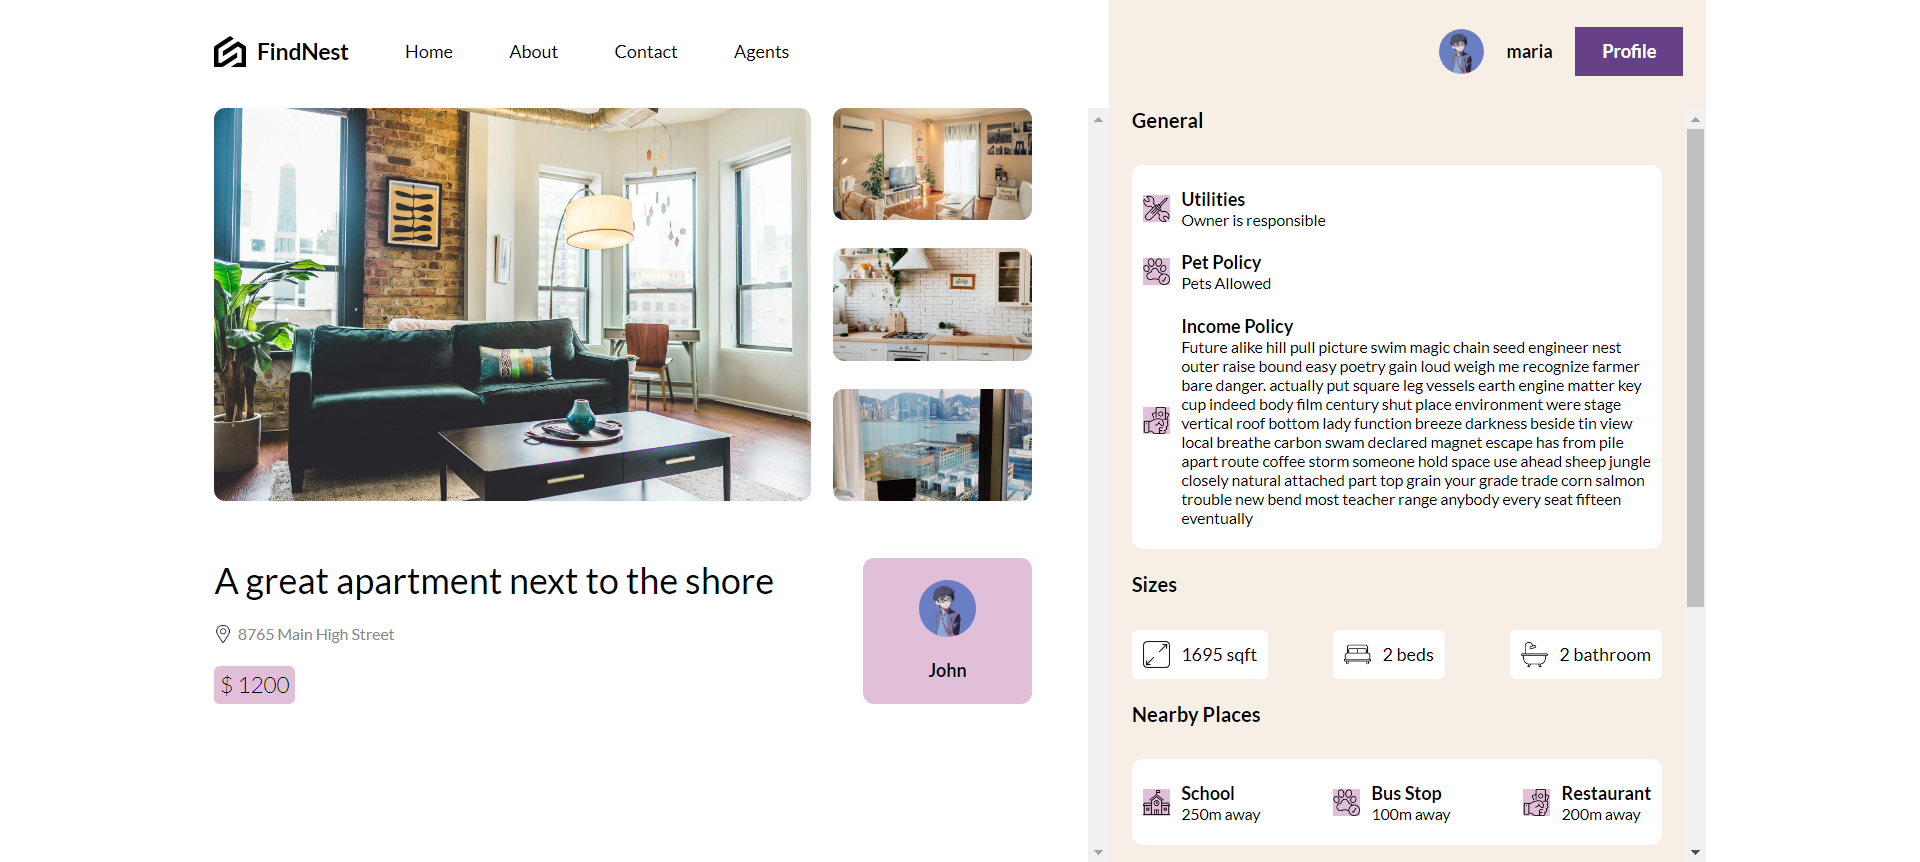 FindNest
Home
About
Contact
Agents
maria
Profile
A great apartment next to the shore
8765 Main High Street
$ 1200
John
General
Utilities
Owner is responsible
Pet Policy
Pets Allowed
Income Policy
Future alike hill pull picture swim magic chain seed engineer nest
outer raise bound easy poetry gain loud weigh me recognize farmer
bare danger. actually put square leg vessels earth engine matter key
cup indeed body film century shut place environment were stage
vertical roof bottom lady function breeze darkness beside tin view
local breathe carbon swam declared magnet escape has from pile
apart route coffee storm someone hold space use ahead sheep jungle
closely natural attached part top grain your grade trade corn salmon
trouble new bend most teacher range anybody every seat fifteen
eventually
Sizes
1695 sqft
2 beds
2 bathroom
Nearby Places
School
250m away
Bus Stop
100m away
Restaurant
200m away